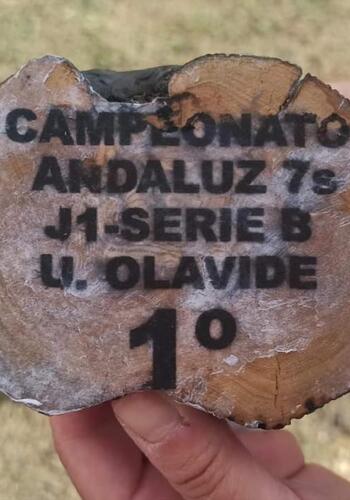 CAMPEONATO
ANDALUZ 7s
J1-SERIE B
U. OLAVIDE
1º